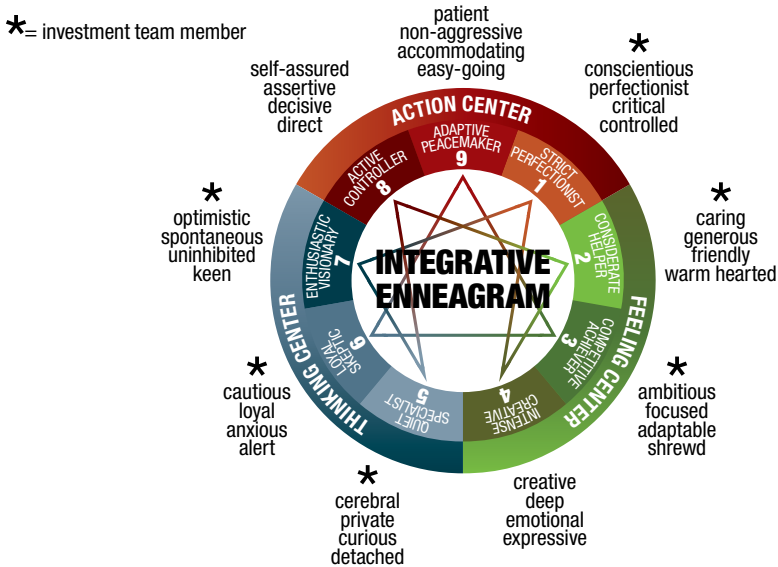 *= investment team member
patient
non-aggressive
accommodating
easy-going
self-assured
assertive
decisive
direct
*
conscientious
perfectionist
critical
controlled
ACTION CENTER
ADAPTIVE
PEACEMAKER
9
ACTIVE
CONTROLLER
8
STRICT
PERFECTIONIST
1
*
optimistic
spontaneous
uninhibited
keen
ENTHUSIASTIC
VISIONARY
7
CONSIDERATE
HELPER
2
*
caring
generous
friendly
warm hearted
INTEGRATIVE
ENNEAGRAM
THINKING CENTER
LOYAL
SKEPTIC
6
COMPETITIVE
ACHIEVER
3
FEELING CENTER
*
cautious
loyal
anxious
alert
QUIET
SPECIALIST
5
INTENSE
CREATIVE
4
*
ambitious
focused
adaptable
shrewd
*
cerebral
private
curious
detached
creative
deep
emotional
expressive